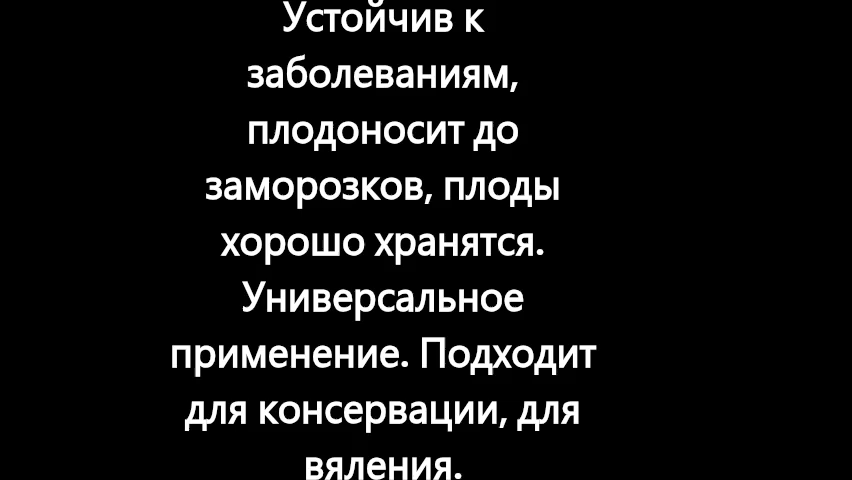 Устойчив к
заболеваниям,
плодоносит до
заморозков, плоды
хорошо хранятся.
Универсальное
применение. Подходит
для консервации, для
вяления.